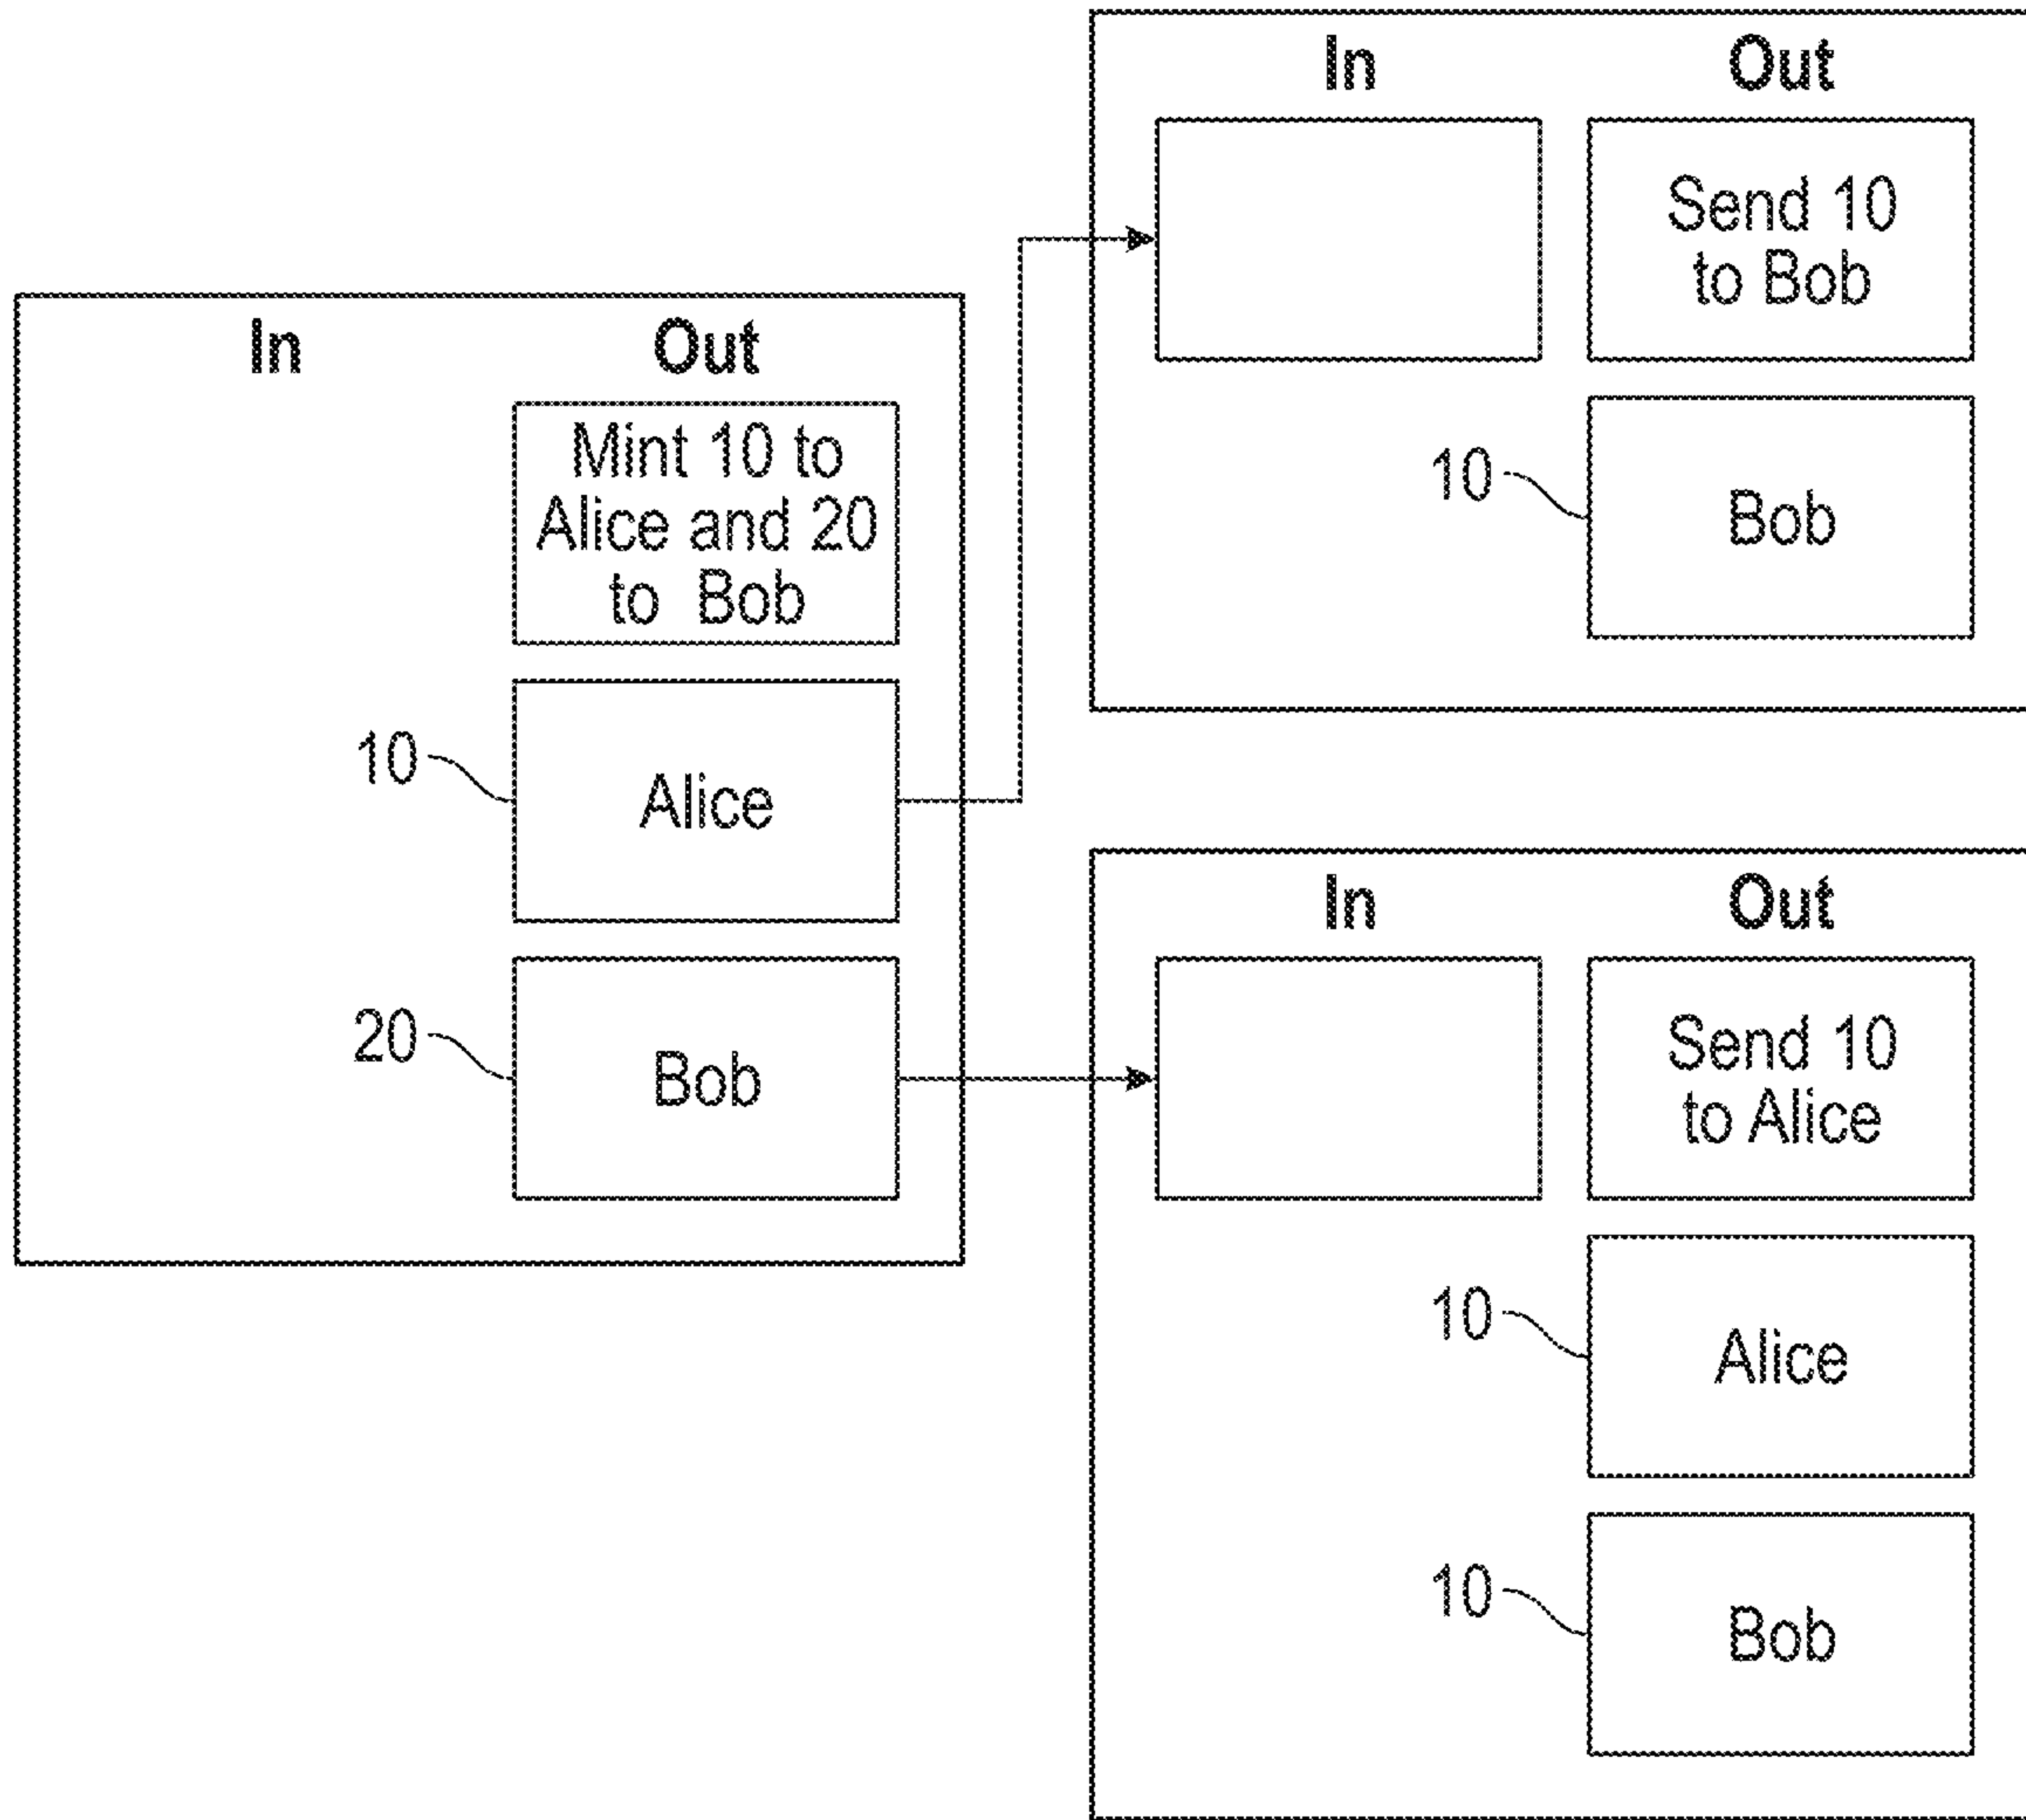 In Out
Mint 10 to
Alice and 20
to Bob
10
Alice
20
Bob
In Out
Send 10
to Bob
10
Bob
In Out
Send 10
to Alice
10
Alice
10
Bob